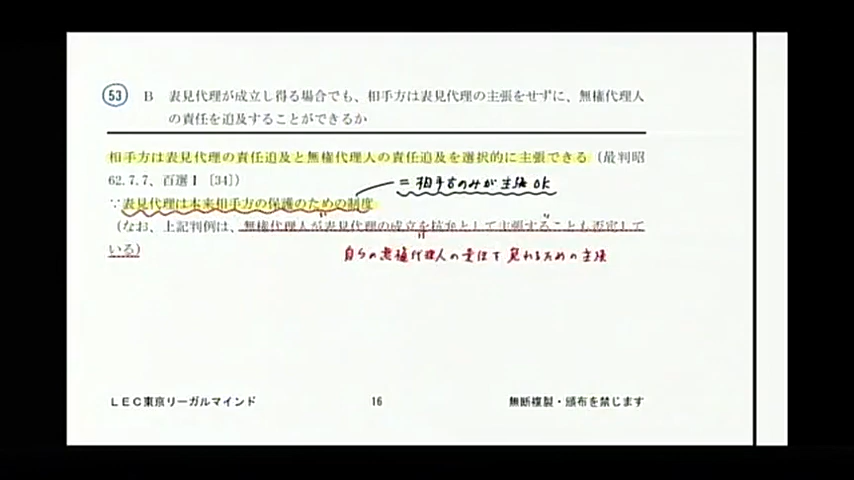 53 B 表見代理が成立し得る場合でも、相手方は表見代理の主張をせずに、無権代理人
の責任を追及することができるか
相手方は表見代理の責任追及と無権代理人の責任追及を選択的に主張できる（最判昭
62.7.7、百選Ⅰ［34］）
＝相手方のみが主張OK
∵表見代理は本来相手方の保護のための制度
（なお、上記判例は、無権代理人が表見代理の成立を抗弁として主張することも否定して
いる）
自らの無権代理人の責任を免れるための主張
ＬＥＣ東京リーガルマインド
16
無断複製・頒布を禁じます